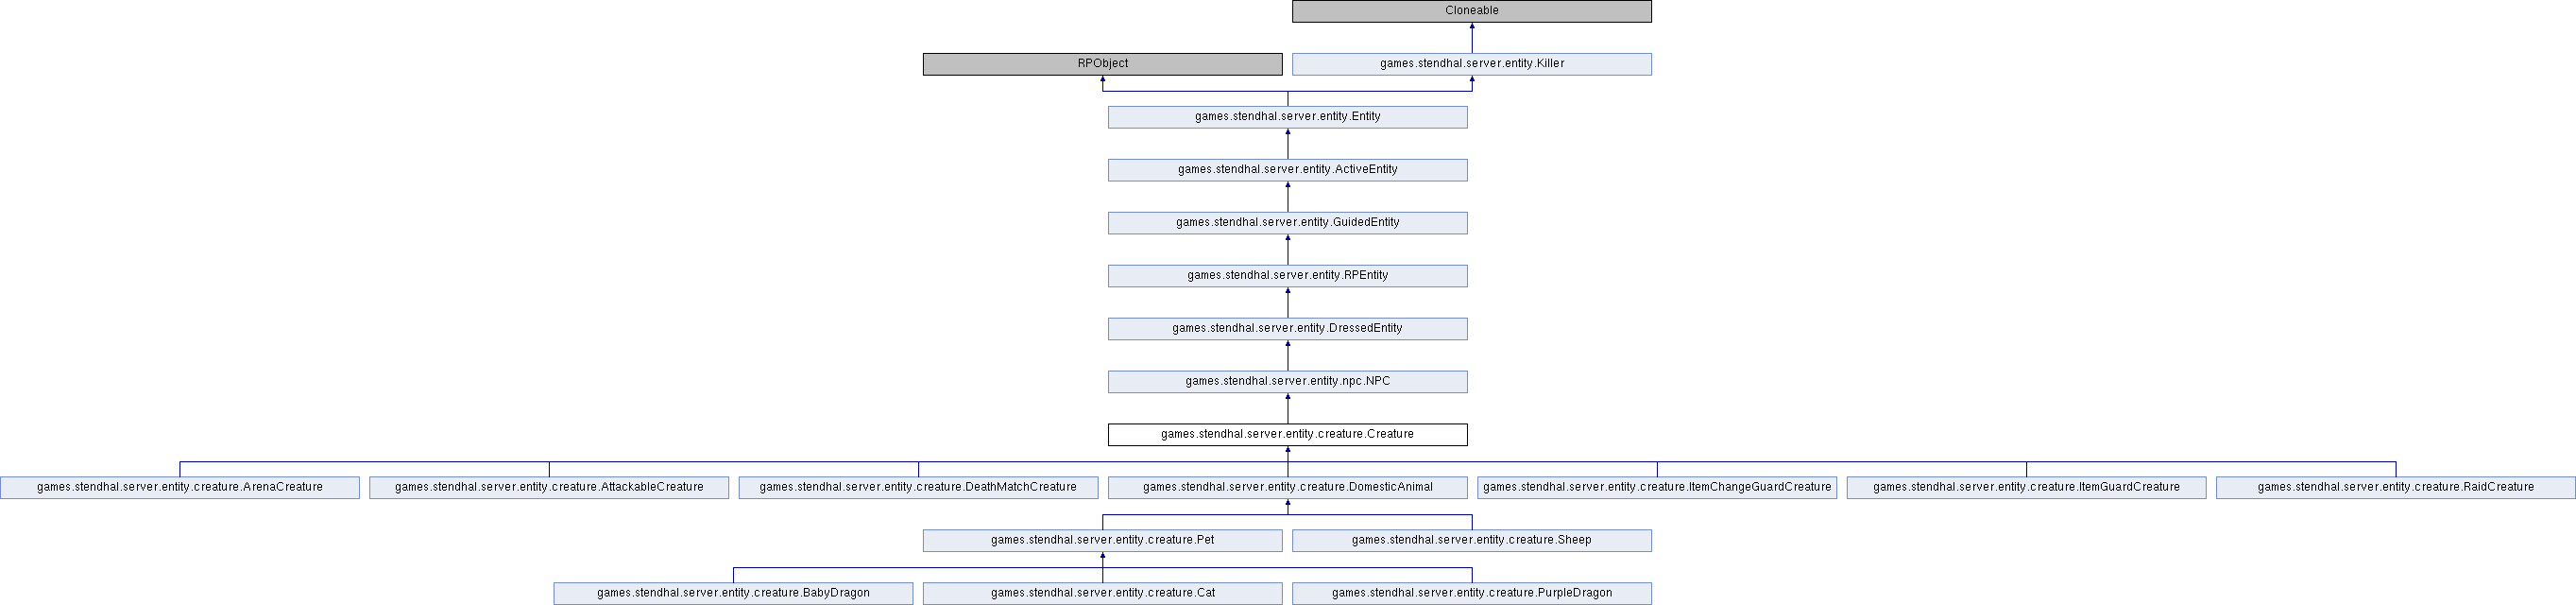 Cloneable
RPObject
games.stendhal.server.entity.Killer
games.stendhal.server.entity.Entity
games.stendhal.server.entity.ActiveEntity
games.stendhal.server.entity.GuidedEntity
games.stendhal.server.entity.RPEntity
games.stendhal.server.entity.DressedEntity
games.stendhal.server.entity.npc.NPC
games.stendhal.server.entity.creature.Creature
games.stendhal.server.entity.creature.ArenaCreature
games.stendhal.server.entity.creature.AttackableCreature
games.stendhal.server.entity.creature.DeathMatchCreature
games.stendhal.server.entity.creature.DomesticAnimal
games.stendhal.server.entity.creature.ItemChangeGuardCreature
games.stendhal.server.entity.creature.ItemGuardCreature
games.stendhal.server.entity.creature.RaidCreature
games.stendhal.server.entity.creature.Pet
games.stendhal.server.entity.creature.Sheep
games.stendhal.server.entity.creature.BabyDragon
games.stendhal.server.entity.creature.Cat
games.stendhal.server.entity.creature.PurpleDragon